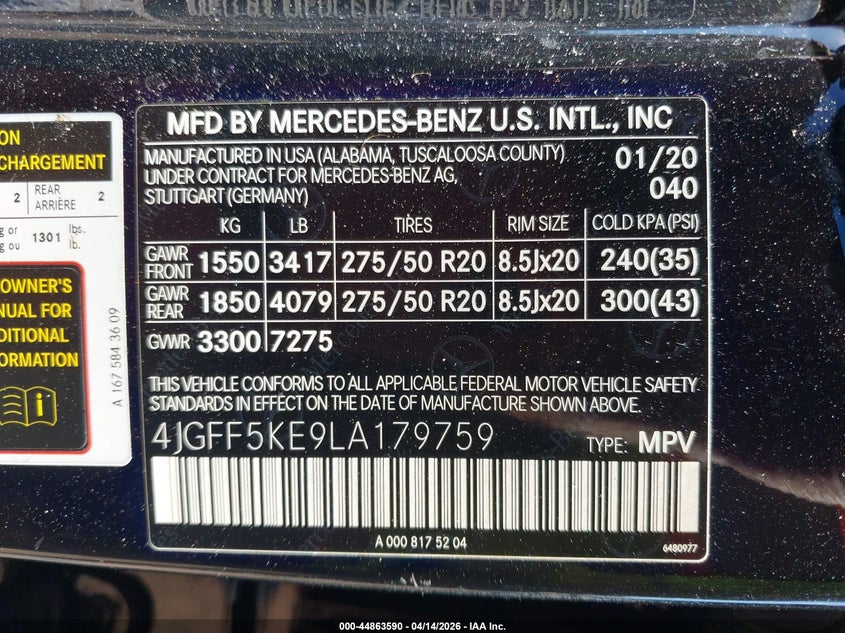 ON
CHARGEMENT
2 REAR ARRIÈRE 2
g or
g ou 1301 lbs. lb.
OWNER'S
NUAL FOR
DITIONAL
ORMATION
A 167 584 36 09
MFD BY MERCEDES-BENZ U.S. INTL., INC
MANUFACTURED IN USA (ALABAMA, TUSCALOOSA COUNTY) 01/20
UNDER CONTRACT FOR MERCEDES-BENZ AG, 040
STUTTGART (GERMANY)
KG LB TIRES RIM SIZE COLD KPA (PSI)
GAWR FRONT 1550 3417 275/50 R20 8.5Jx20 240(35)
GAWR REAR 1850 4079 275/50 R20 8.5Jx20 300(43)
GVWR 3300 7275
THIS VEHICLE CONFORMS TO ALL APPLICABLE FEDERAL MOTOR VEHICLE SAFETY
STANDARDS IN EFFECT ON THE DATE OF MANUFACTURE SHOWN ABOVE.
4JGFF5KE9LA179759 TYPE: MPV
A 000 817 52 04
6480977
000-44863590 - 04/14/2026 - IAA Inc.